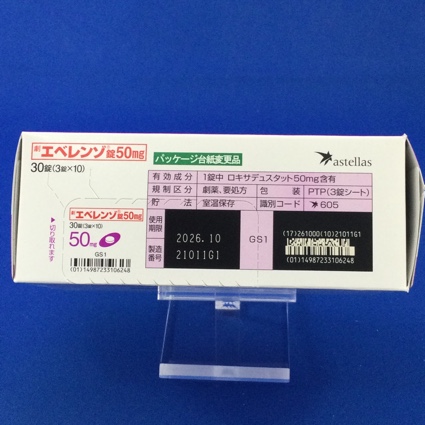 劇 エベレンゾ錠50mg
30錠(3錠×10)
パッケージ台紙変更品
astellas
有効成分 1錠中 ロキサデュスタット50mg含有
規制区分 劇薬、要処方 包装 PTP(3錠シート)
貯法 室温保存 識別コード 605
切り取れます
劇 エベレンゾ錠50mg
30錠(3錠×10)
50mg
GS1
(01)14987233106248
使用期限 2026.10
製造番号 21011G1
GS1
(17)261000(10)21011G1
(01)14987233106248